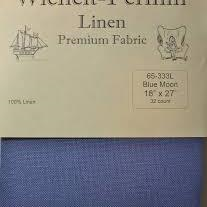 Wichelt-Permin
Linen
Premium Fabric
65-333L
Blue Moon
18" x 27"
32 count
100% Linen